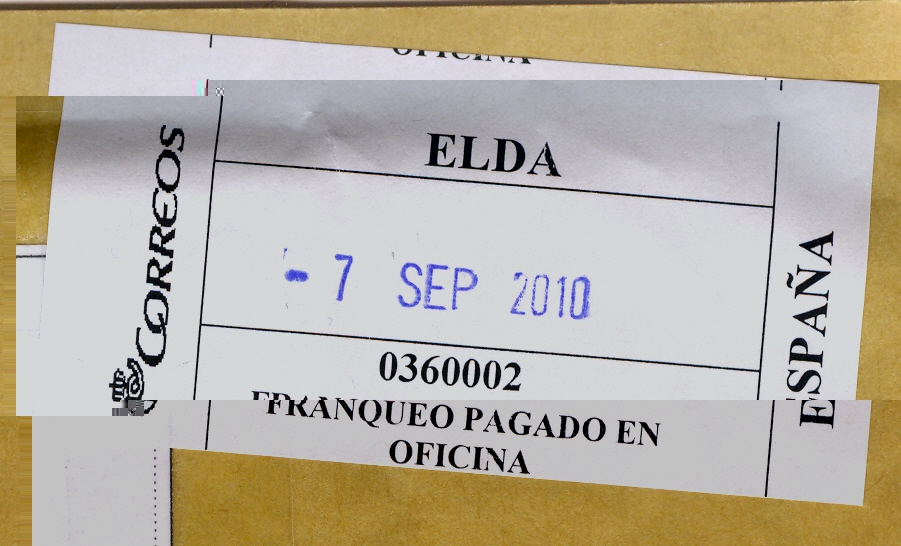 OFICINA
ELDA
- 7 SEP 2010
0360002
FRANQUEO PAGADO EN
OFICINA
CORREOS
ESPAÑA